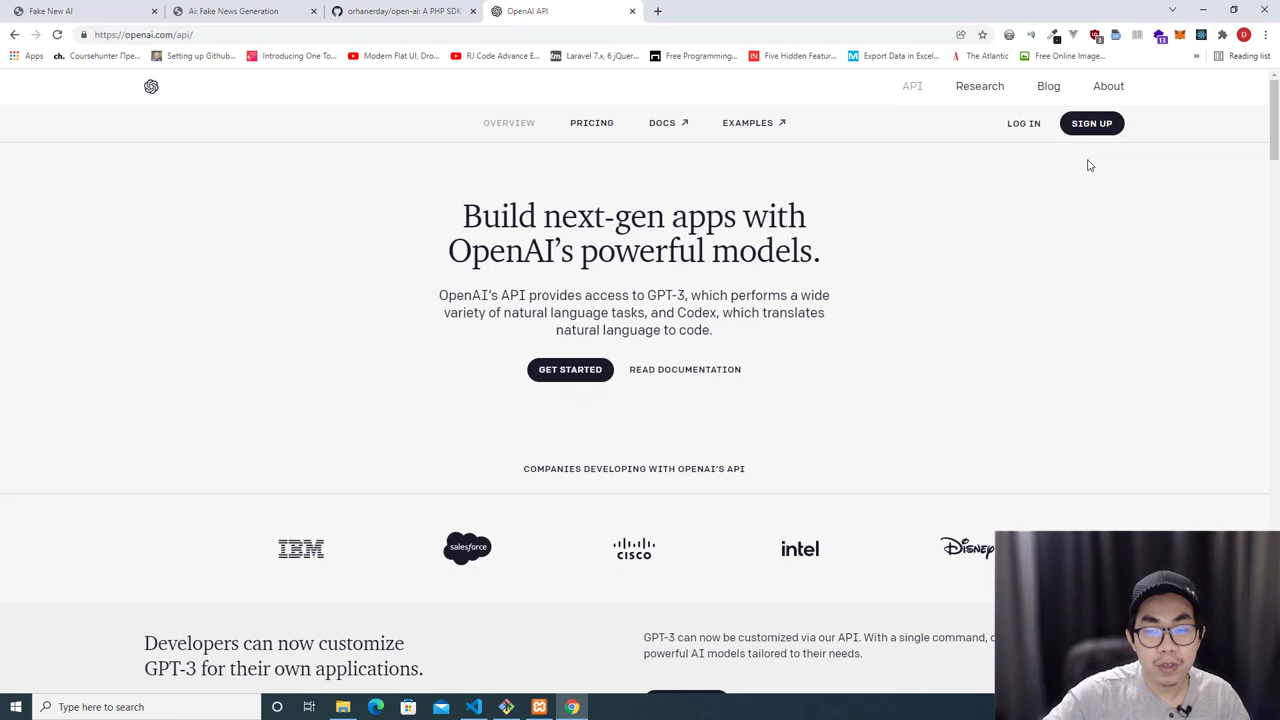 Fake New AI
Ai: Fake News Generation
orhanerday/open-ai: A PHP SDK
OpenAI API
https://openai.com/api/
Apps
Coursehunter Пре...
Setting up Github...
Introducing One To...
Modern Flat UI, Dro...
RJ Code Advance E...
Laravel 7.x, 6 jQuer...
Free Programming...
Five Hidden Featur...
Export Data in Excel...
The Atlantic
Free Online Image...
»
Reading list
API
Research
Blog
About
OVERVIEW
PRICING
DOCS ↗
EXAMPLES ↗
LOG IN
SIGN UP
Build next-gen apps with
OpenAI's powerful models.
OpenAI's API provides access to GPT-3, which performs a wide
variety of natural language tasks, and Codex, which translates
natural language to code.
GET STARTED
READ DOCUMENTATION
COMPANIES DEVELOPING WITH OPENAI'S API
IBM
salesforce
CISCO
intel
Disney
Developers can now customize
GPT-3 for their own applications.
GPT-3 can now be customized via our API. With a single command,
powerful AI models tailored to their needs.
Type here to search